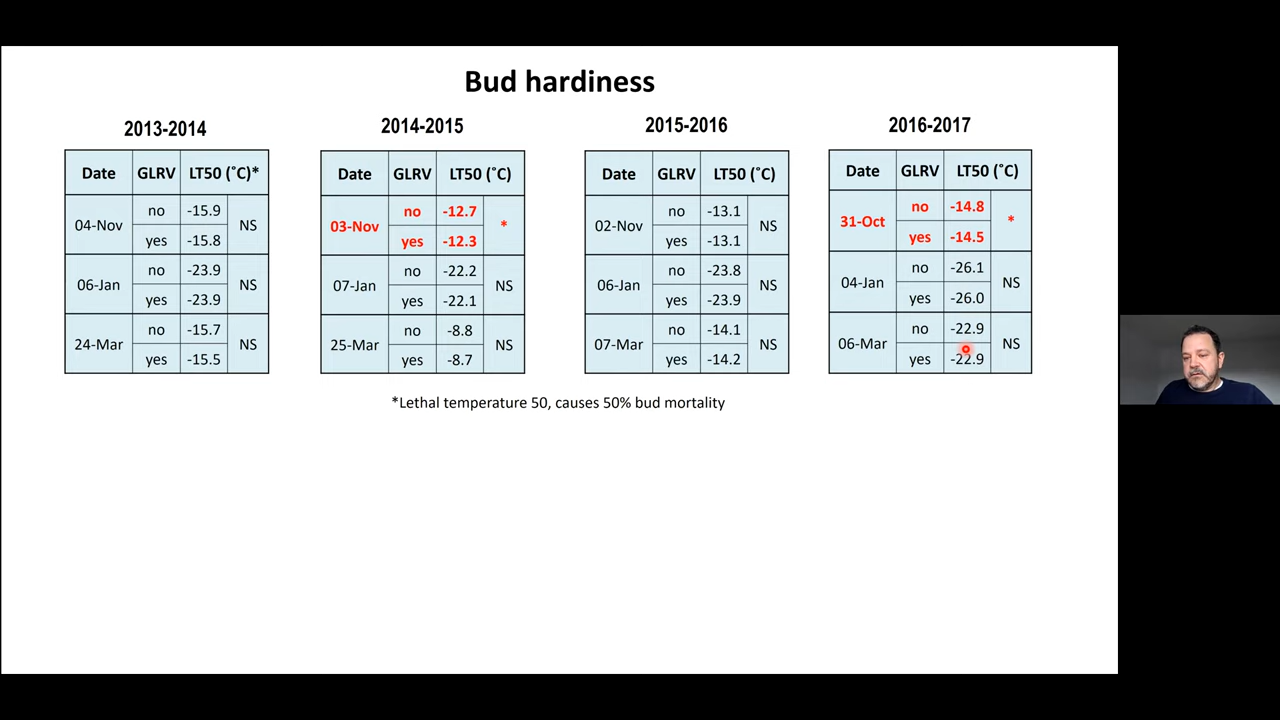 Bud hardiness
2013-2014
Date GLRV LT50 (˚C)*
04-Nov no -15.9 NS
yes -15.8
06-Jan no -23.9 NS
yes -23.9
24-Mar no -15.7 NS
yes -15.5
2014-2015
Date GLRV LT50 (˚C)
03-Nov no -12.7 *
yes -12.3
07-Jan no -22.2 NS
yes -22.1
25-Mar no -8.8 NS
yes -8.7
2015-2016
Date GLRV LT50 (˚C)
02-Nov no -13.1 NS
yes -13.1
06-Jan no -23.8 NS
yes -23.9
07-Mar no -14.1 NS
yes -14.2
2016-2017
Date GLRV LT50 (˚C)
31-Oct no -14.8 *
yes -14.5
04-Jan no -26.1 NS
yes -26.0
06-Mar no -22.9 NS
yes -22.9
*Lethal temperature 50, causes 50% bud mortality